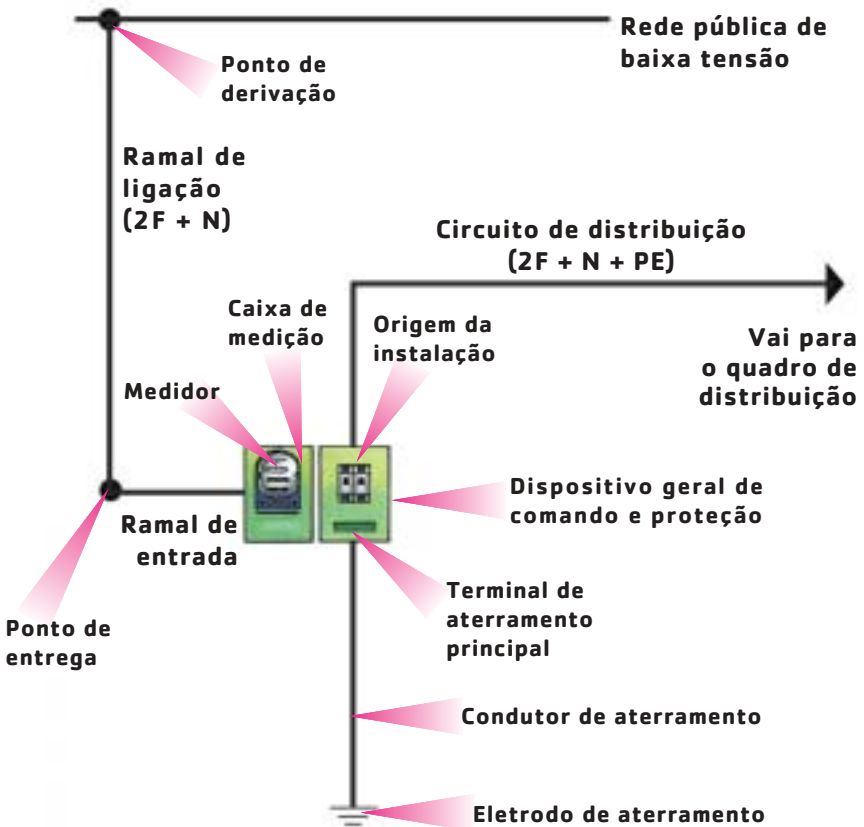 Rede pública de
baixa tensão
Ponto de
derivação
Ramal de
ligação
(2F + N)
Circuito de distribuição
(2F + N + PE)
Caixa de
medição
Origem da
instalação
Vai para
o quadro de
distribuição
Medidor
Dispositivo geral de
comando e proteção
Ramal de
entrada
Terminal de
aterramento
principal
Ponto de
entrega
Condutor de aterramento
Eletrodo de aterramento